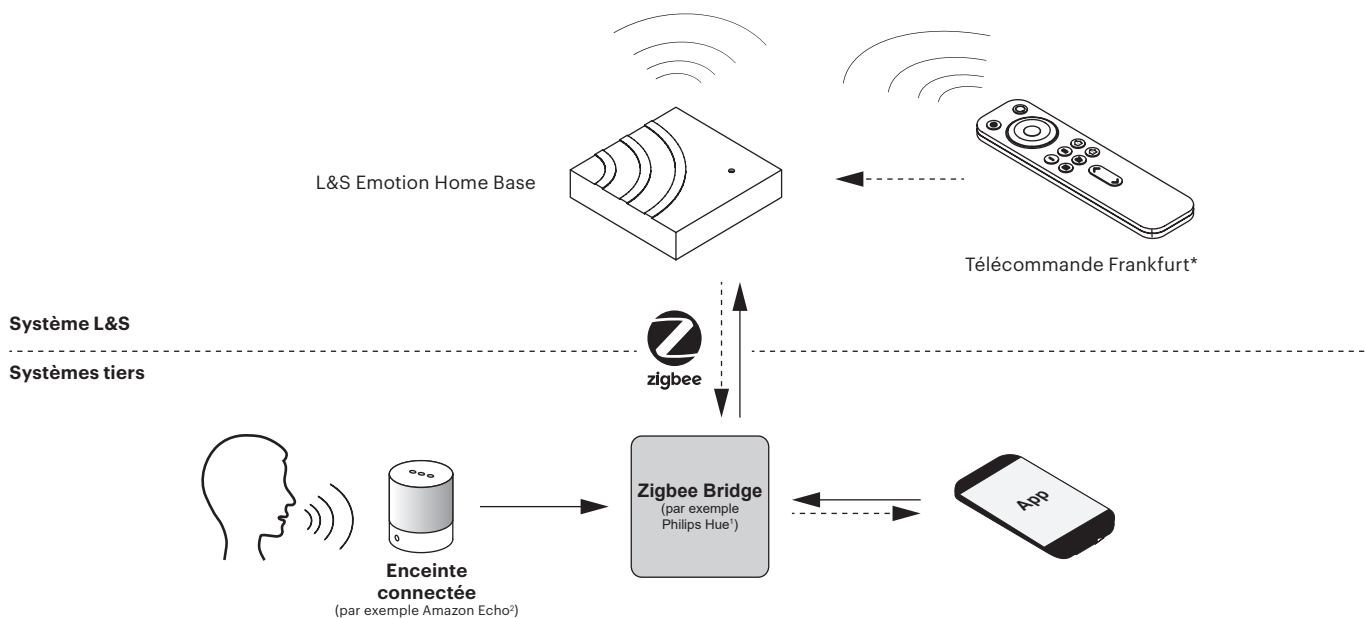 L&S Emotion Home Base
Télécommande Frankfurt*
Système L&S
Systèmes tiers
zigbee
Zigbee Bridge
(par exemple
Philips Hue¹)
App
Enceinte
connectée
(par exemple Amazon Echo²)